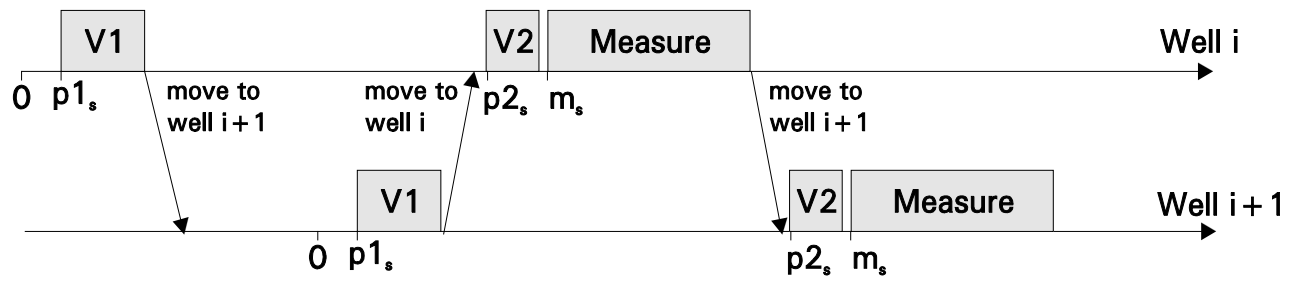 V1
V2
Measure
Well i
0
p1s
move to
well i+1
move to
well i
p2s
ms
move to
well i+1
V1
V2
Measure
Well i+1
0
p1s
p2s
ms